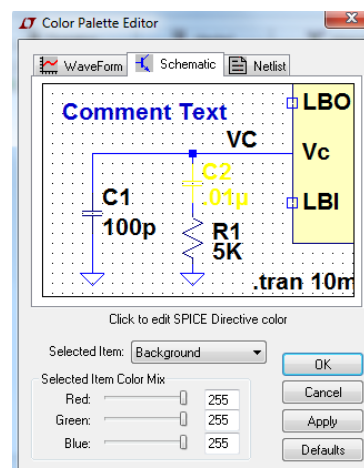 Color Palette Editor
WaveForm Schematic Netlist
Comment Text
LBO
VC
Vc
C2
.01µ
C1
100p
LBI
R1
5K
.tran 10m
Click to edit SPICE Directive color
Selected Item: Background
OK
Selected Item Color Mix
Red: 255
Cancel
Green: 255
Apply
Blue: 255
Defaults